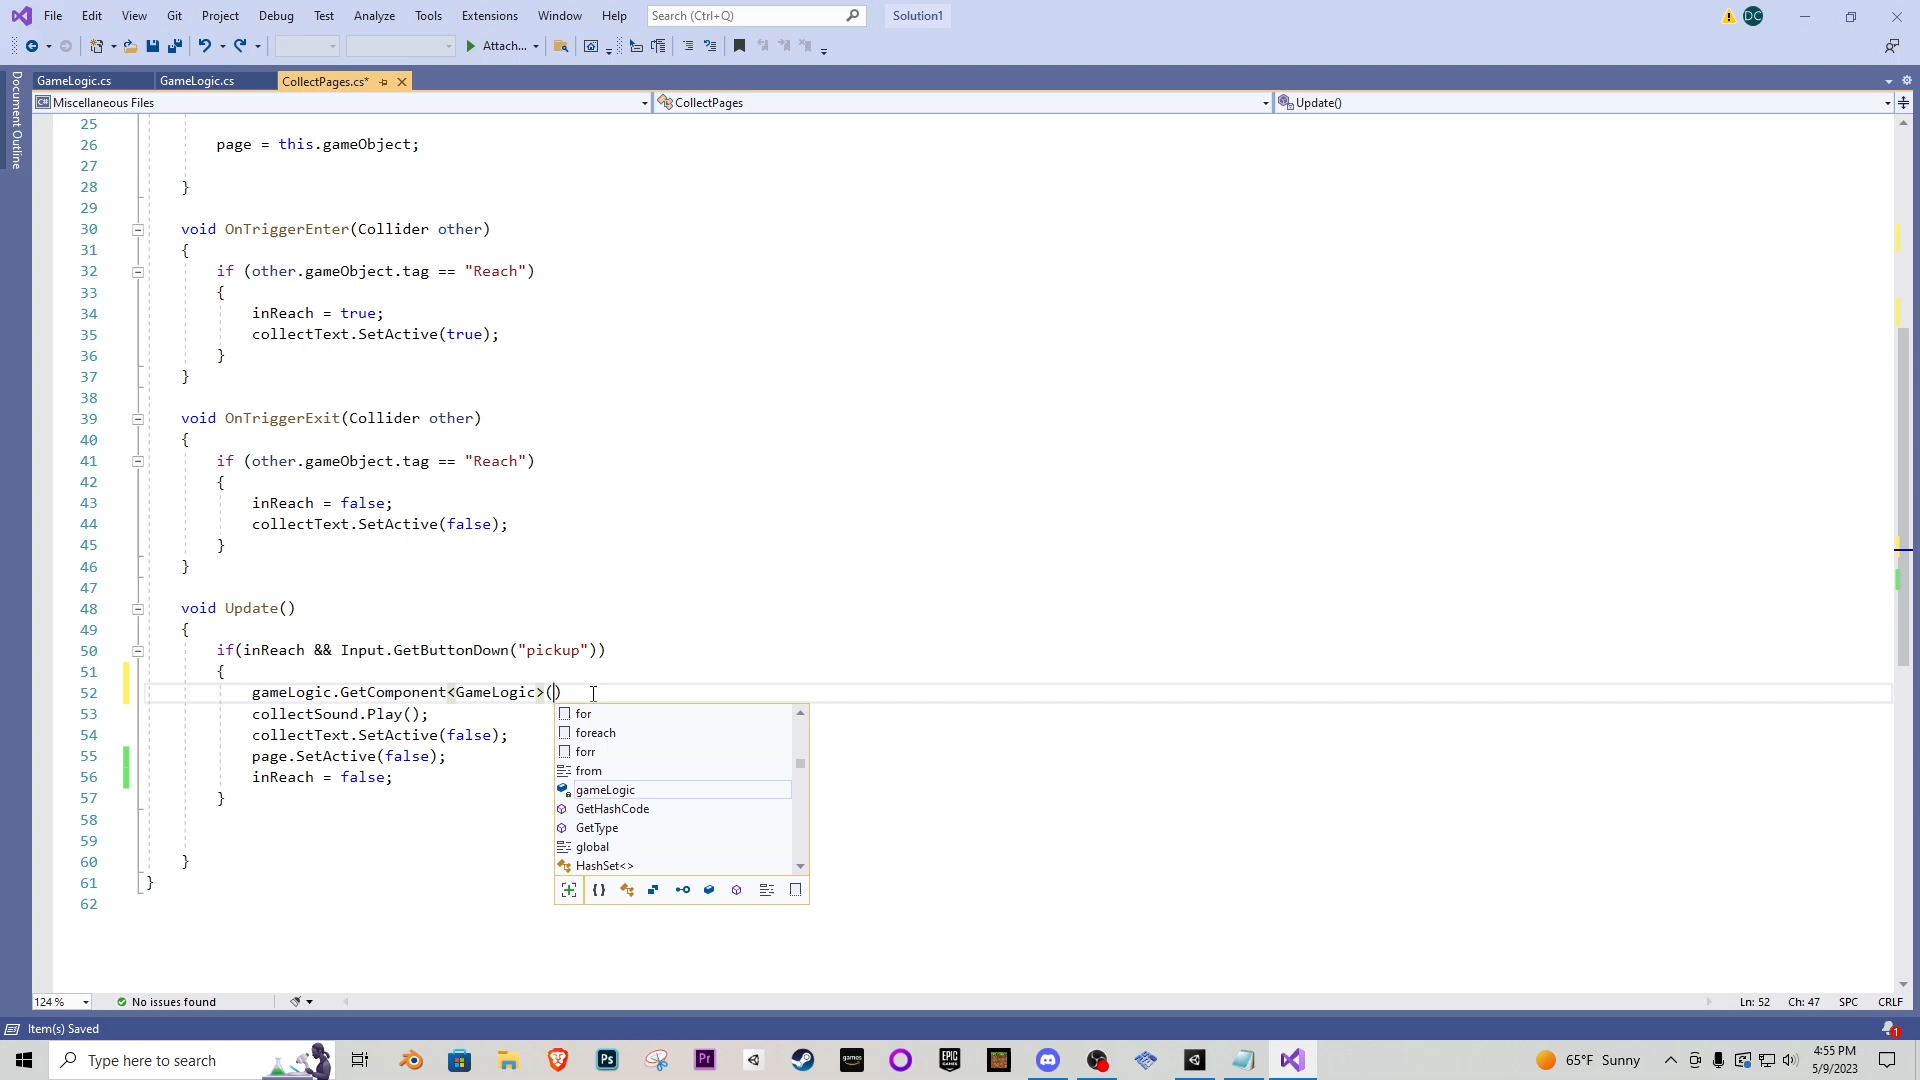 File Edit View Git Project Debug Test Analyze Tools Extensions Window Help Search (Ctrl+Q) Solution1 DC
Attach...
Document Outline
GameLogic.cs GameLogic.cs CollectPages.cs*
C# Miscellaneous Files CollectPages Update()
25
26 page = this.gameObject;
27
28 }
29
30 void OnTriggerEnter(Collider other)
31 {
32 if (other.gameObject.tag == "Reach")
33 {
34 inReach = true;
35 collectText.SetActive(true);
36 }
37 }
38
39 void OnTriggerExit(Collider other)
40 {
41 if (other.gameObject.tag == "Reach")
42 {
43 inReach = false;
44 collectText.SetActive(false);
45 }
46 }
47
48 void Update()
49 {
50 if(inReach && Input.GetButtonDown("pickup"))
51 {
52 gameLogic.GetComponent<GameLogic>()
53 collectSound.Play();
54 collectText.SetActive(false);
55 page.SetActive(false);
56 inReach = false;
57 }
58
59
60 }
61 }
62
for
foreach
forr
from
gameLogic
GetHashCode
GetType
global
HashSet<>
124 % No issues found Ln: 52 Ch: 47 SPC CRLF
Item(s) Saved 1
Type here to search Ps Pr amazon games EPIC GAMES 65°F Sunny 4:55 PM
5/9/2023